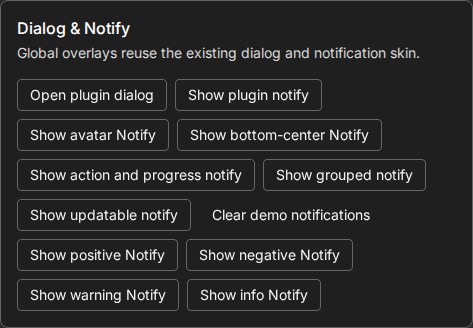 Dialog & Notify
Global overlays reuse the existing dialog and notification skin.
Open plugin dialog
Show plugin notify
Show avatar Notify
Show bottom-center Notify
Show action and progress notify
Show grouped notify
Show updatable notify
Clear demo notifications
Show positive Notify
Show negative Notify
Show warning Notify
Show info Notify